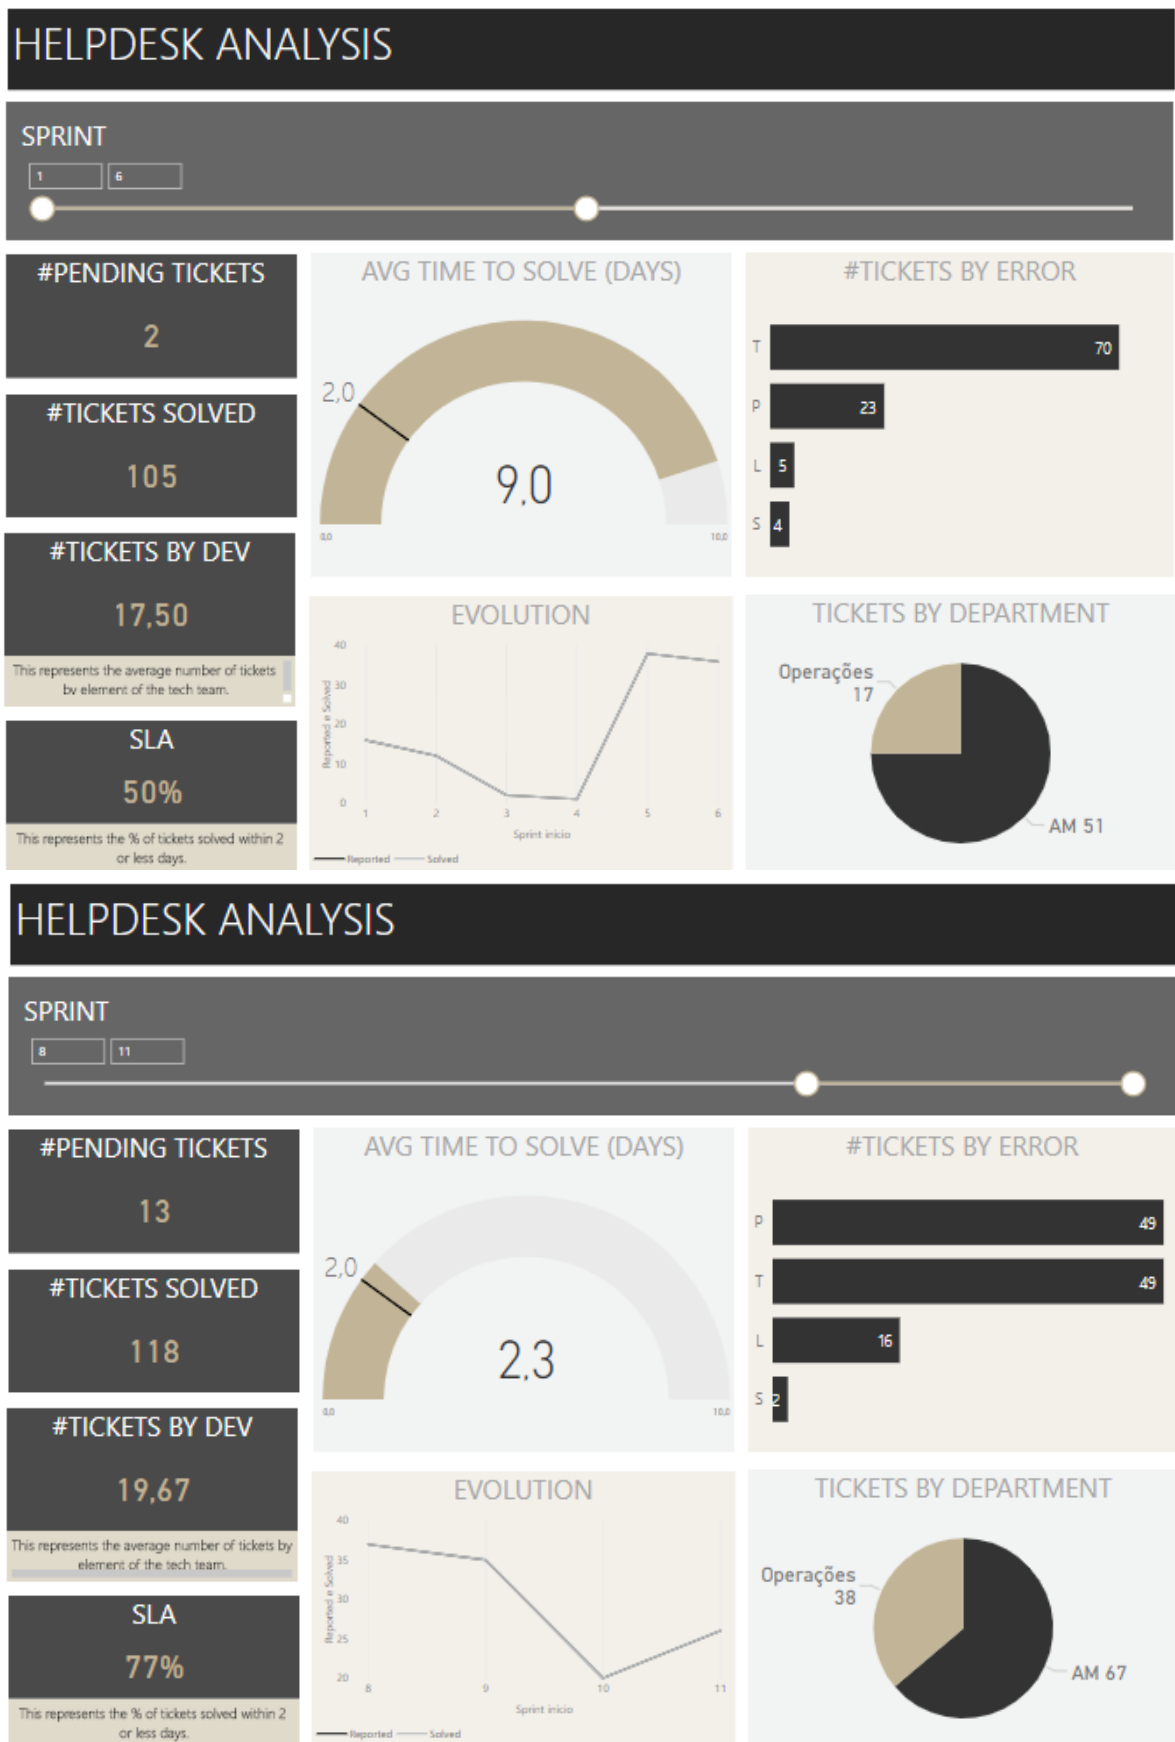 HELPDESK ANALYSIS
SPRINT
1 6
#PENDING TICKETS
2
#TICKETS SOLVED
105
#TICKETS BY DEV
17,50
This represents the average number of tickets
by element of the tech team.
SLA
50%
This represents the % of tickets solved within 2
or less days.
AVG TIME TO SOLVE (DAYS)
2,0
9,0
0,0 10,0
#TICKETS BY ERROR
T 70
P 23
L 5
S 4
EVOLUTION
Reported e Solved
40
30
20
10
0
1 2 3 4 5 6
Sprint inicio
Reported Solved
TICKETS BY DEPARTMENT
Operações
17
AM 51
HELPDESK ANALYSIS
SPRINT
8 11
#PENDING TICKETS
13
#TICKETS SOLVED
118
#TICKETS BY DEV
19,67
This represents the average number of tickets by
element of the tech team.
SLA
77%
This represents the % of tickets solved within 2
or less days.
AVG TIME TO SOLVE (DAYS)
2,0
2,3
0,0 10,0
#TICKETS BY ERROR
P 49
T 49
L 16
S 2
EVOLUTION
Reported e Solved
40
35
30
25
20
8 9 10 11
Sprint inicio
Reported Solved
TICKETS BY DEPARTMENT
Operações
38
AM 67